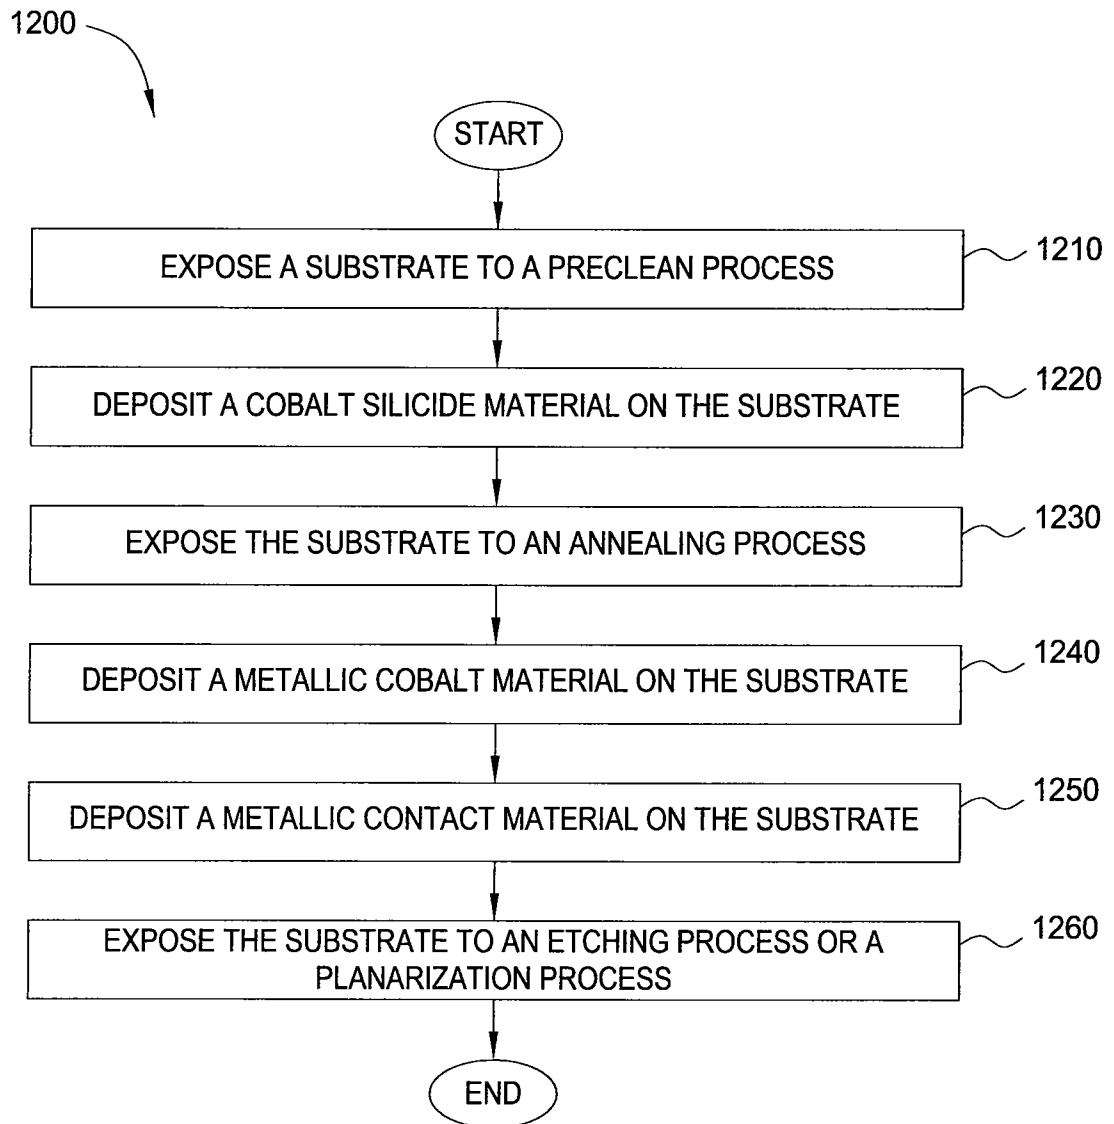 1200
START
EXPOSE A SUBSTRATE TO A PRECLEAN PROCESS
1210
DEPOSIT A COBALT SILICIDE MATERIAL ON THE SUBSTRATE
1220
EXPOSE THE SUBSTRATE TO AN ANNEALING PROCESS
1230
DEPOSIT A METALLIC COBALT MATERIAL ON THE SUBSTRATE
1240
DEPOSIT A METALLIC CONTACT MATERIAL ON THE SUBSTRATE
1250
EXPOSE THE SUBSTRATE TO AN ETCHING PROCESS OR A
PLANARIZATION PROCESS
1260
END